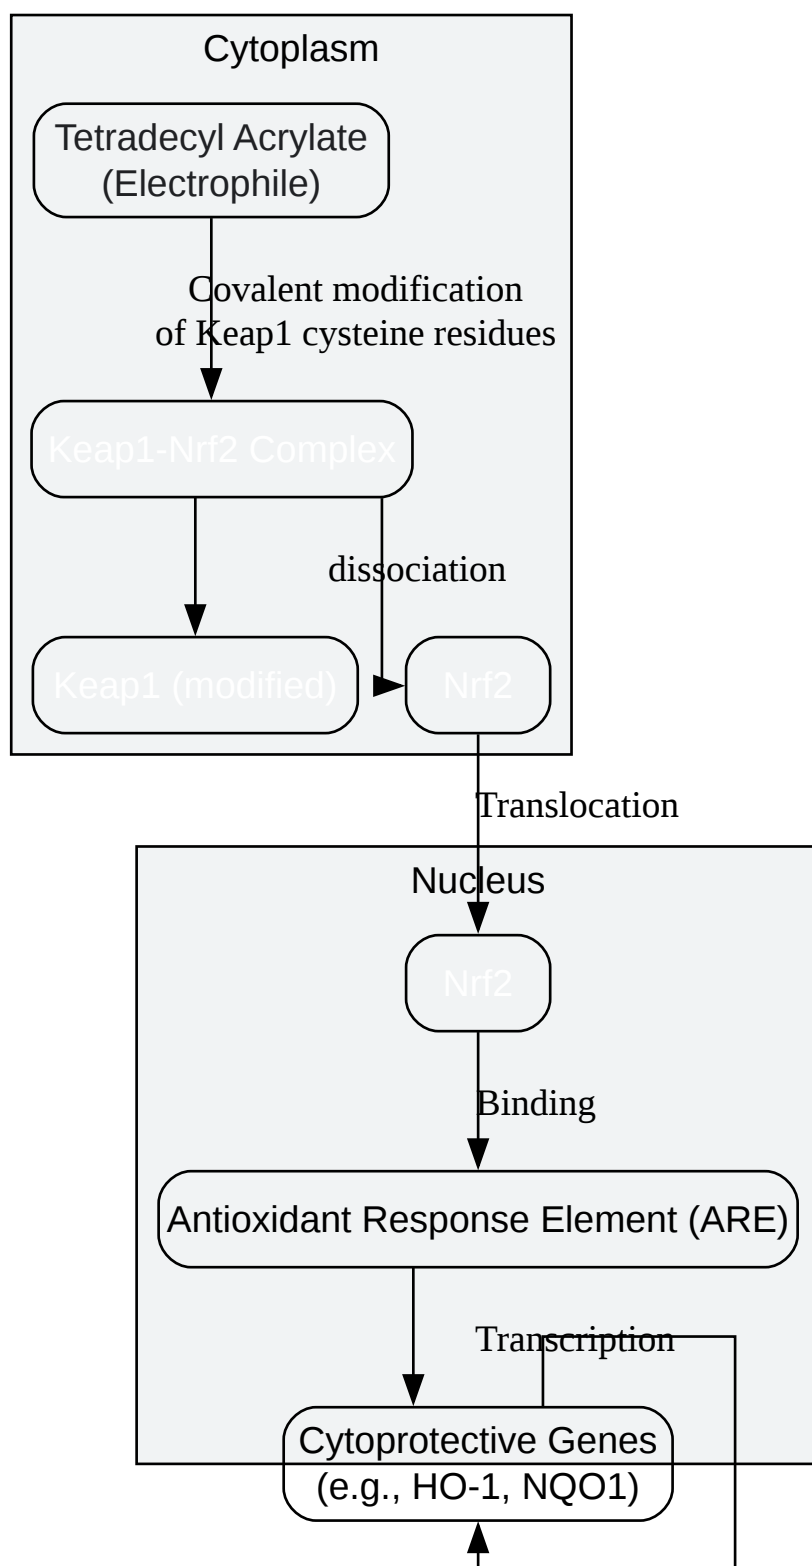 Cytoplasm
Tetradecyl Acrylate
(Electrophile)
Covalent modification
of Keap1 cysteine residues
Keap1-Nrf2 Complex
dissociation
Keap1 (modified)
Nrf2
Translocation
Nucleus
Nrf2
Binding
Antioxidant Response Element (ARE)
Transcription
Cytoprotective Genes
(e.g., HO-1, NQO1)